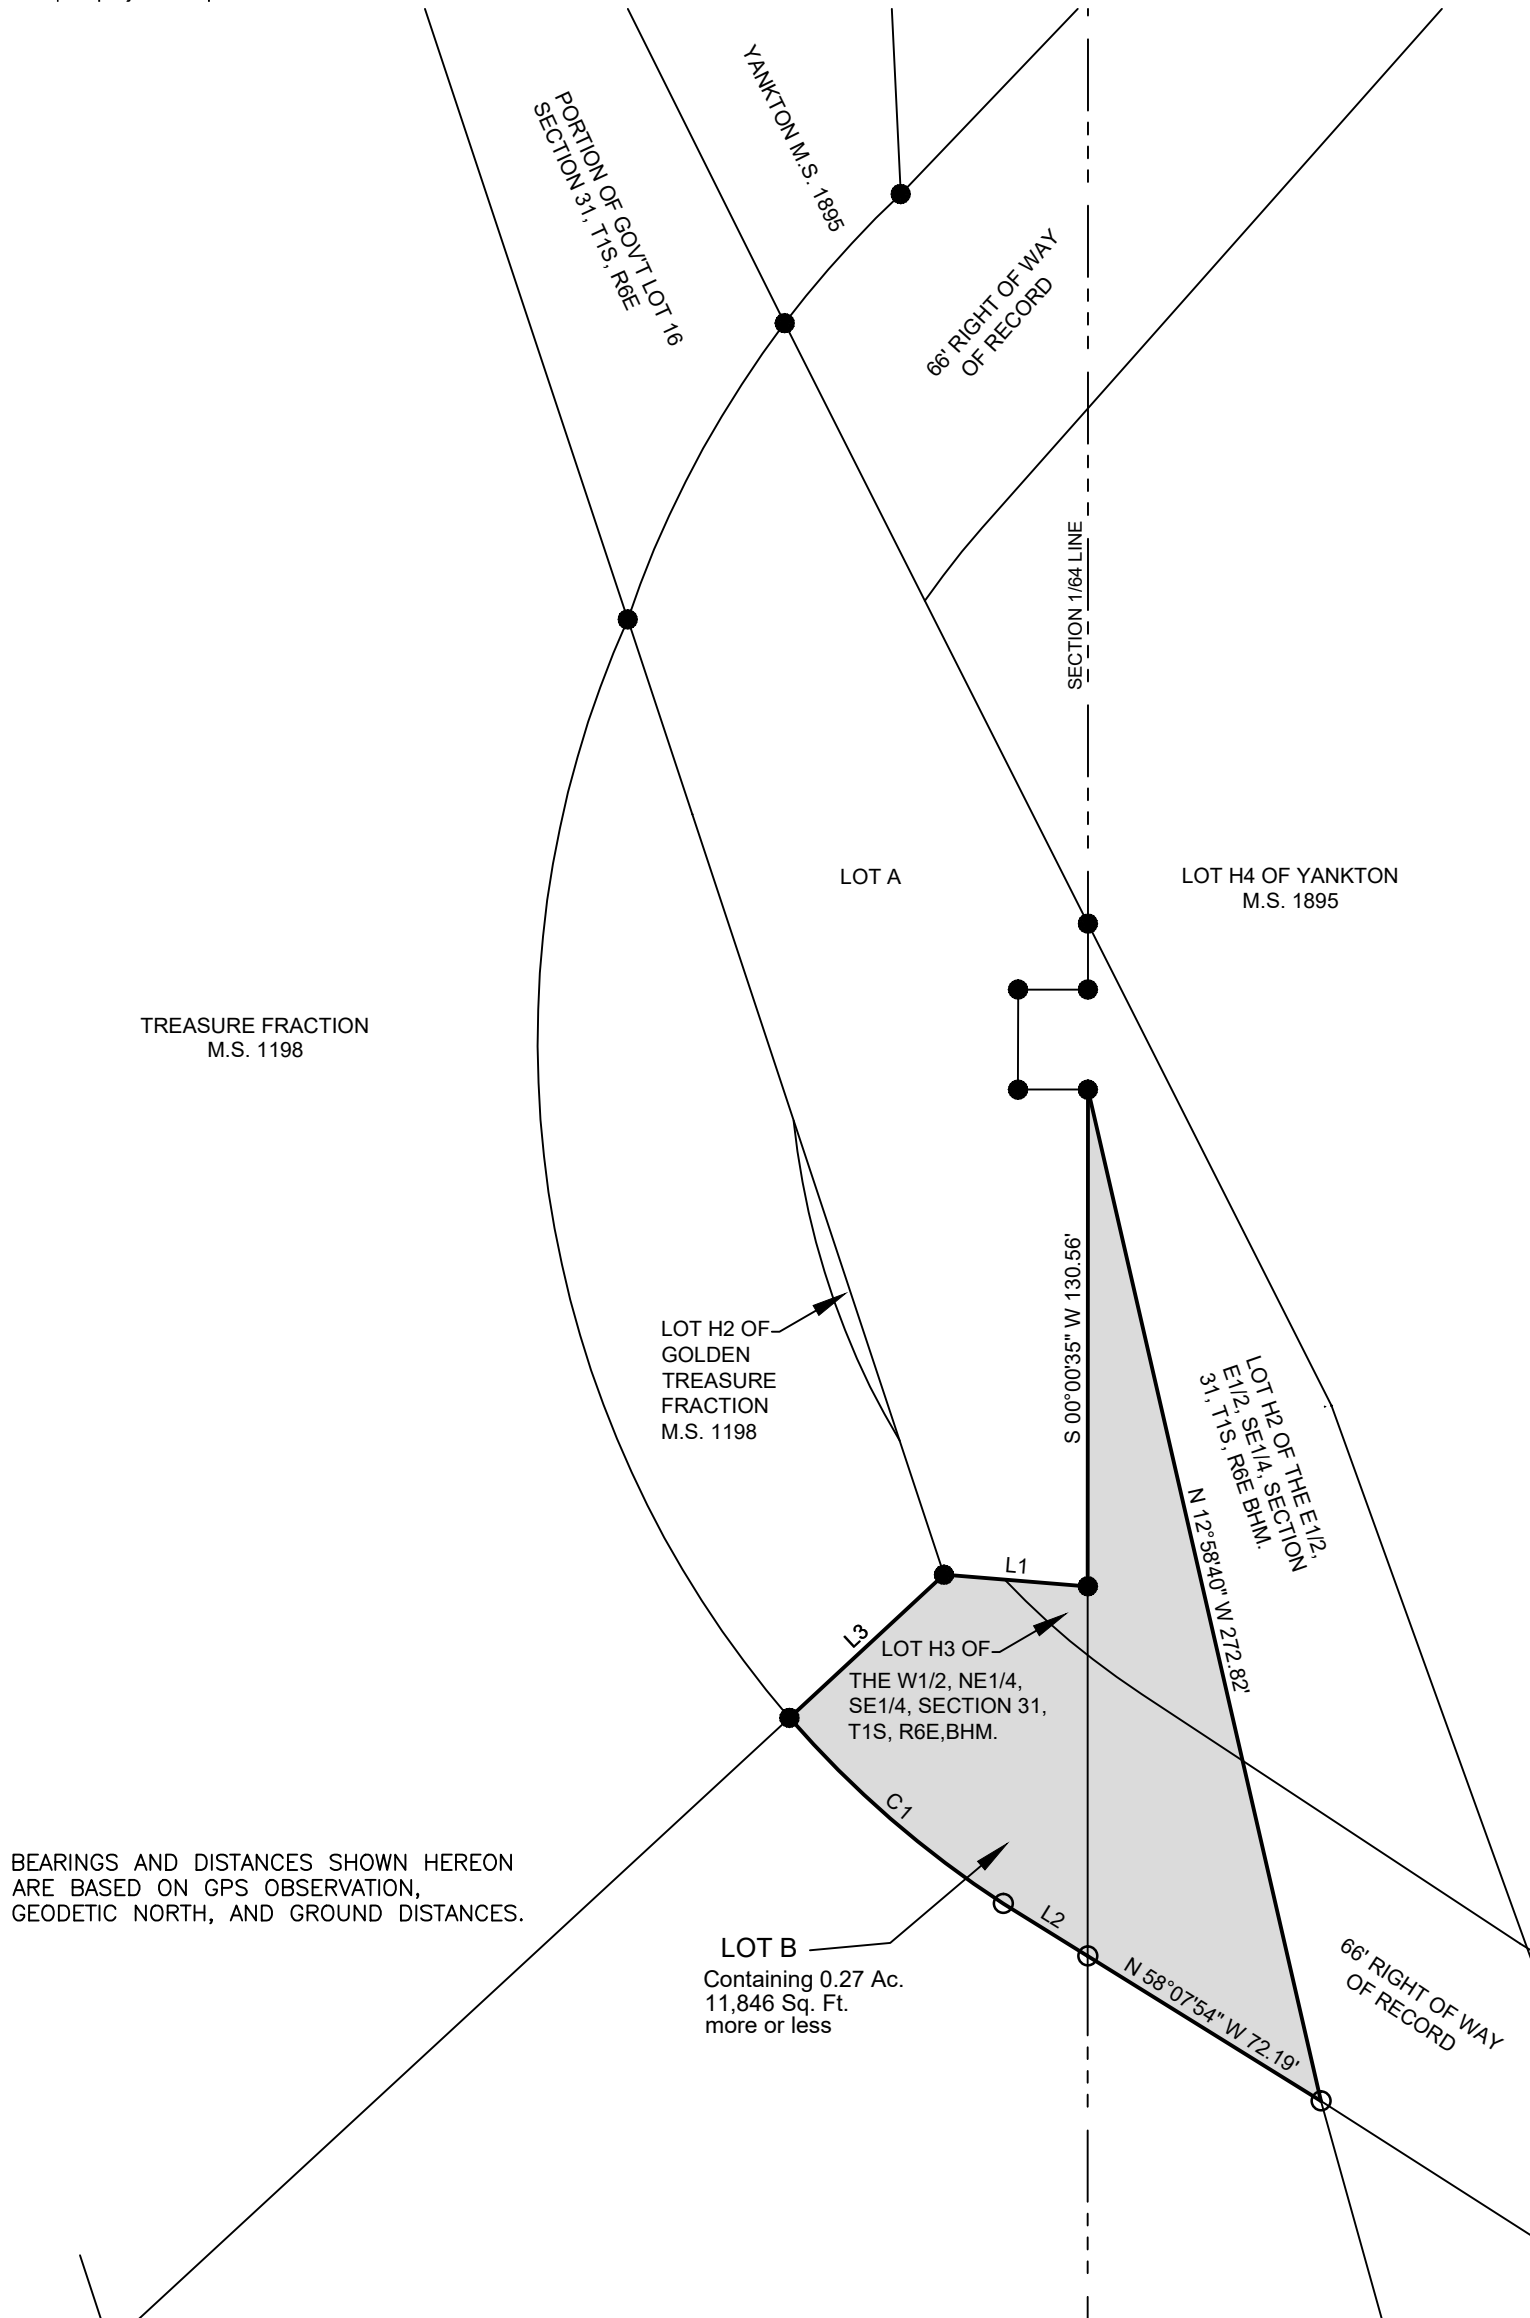 PORTION OF GOV'T LOT 16
SECTION 31, T1S, R6E
YANKTON M.S. 1895
66' RIGHT OF WAY
OF RECORD
SECTION 1/64 LINE
LOT A
LOT H4 OF YANKTON
M.S. 1895
TREASURE FRACTION
M.S. 1198
S 00°00'35" W 130.56'
LOT H2 OF
GOLDEN
TREASURE
FRACTION
M.S. 1198
LOT H2 OF THE E1/2,
E1/2, SE1/4, SECTION
31, T1S, R6E BHM.
N 12°58'40" W 272.82'
L1
L3
LOT H3 OF
THE W1/2, NE1/4,
SE1/4, SECTION 31,
T1S, R6E,BHM.
C1
BEARINGS AND DISTANCES SHOWN HEREON
ARE BASED ON GPS OBSERVATION,
GEODETIC NORTH, AND GROUND DISTANCES.
L2
LOT B
Containing 0.27 Ac.
11,846 Sq. Ft.
more or less
N 58°07'54" W 72.19'
66' RIGHT OF WAY
OF RECORD